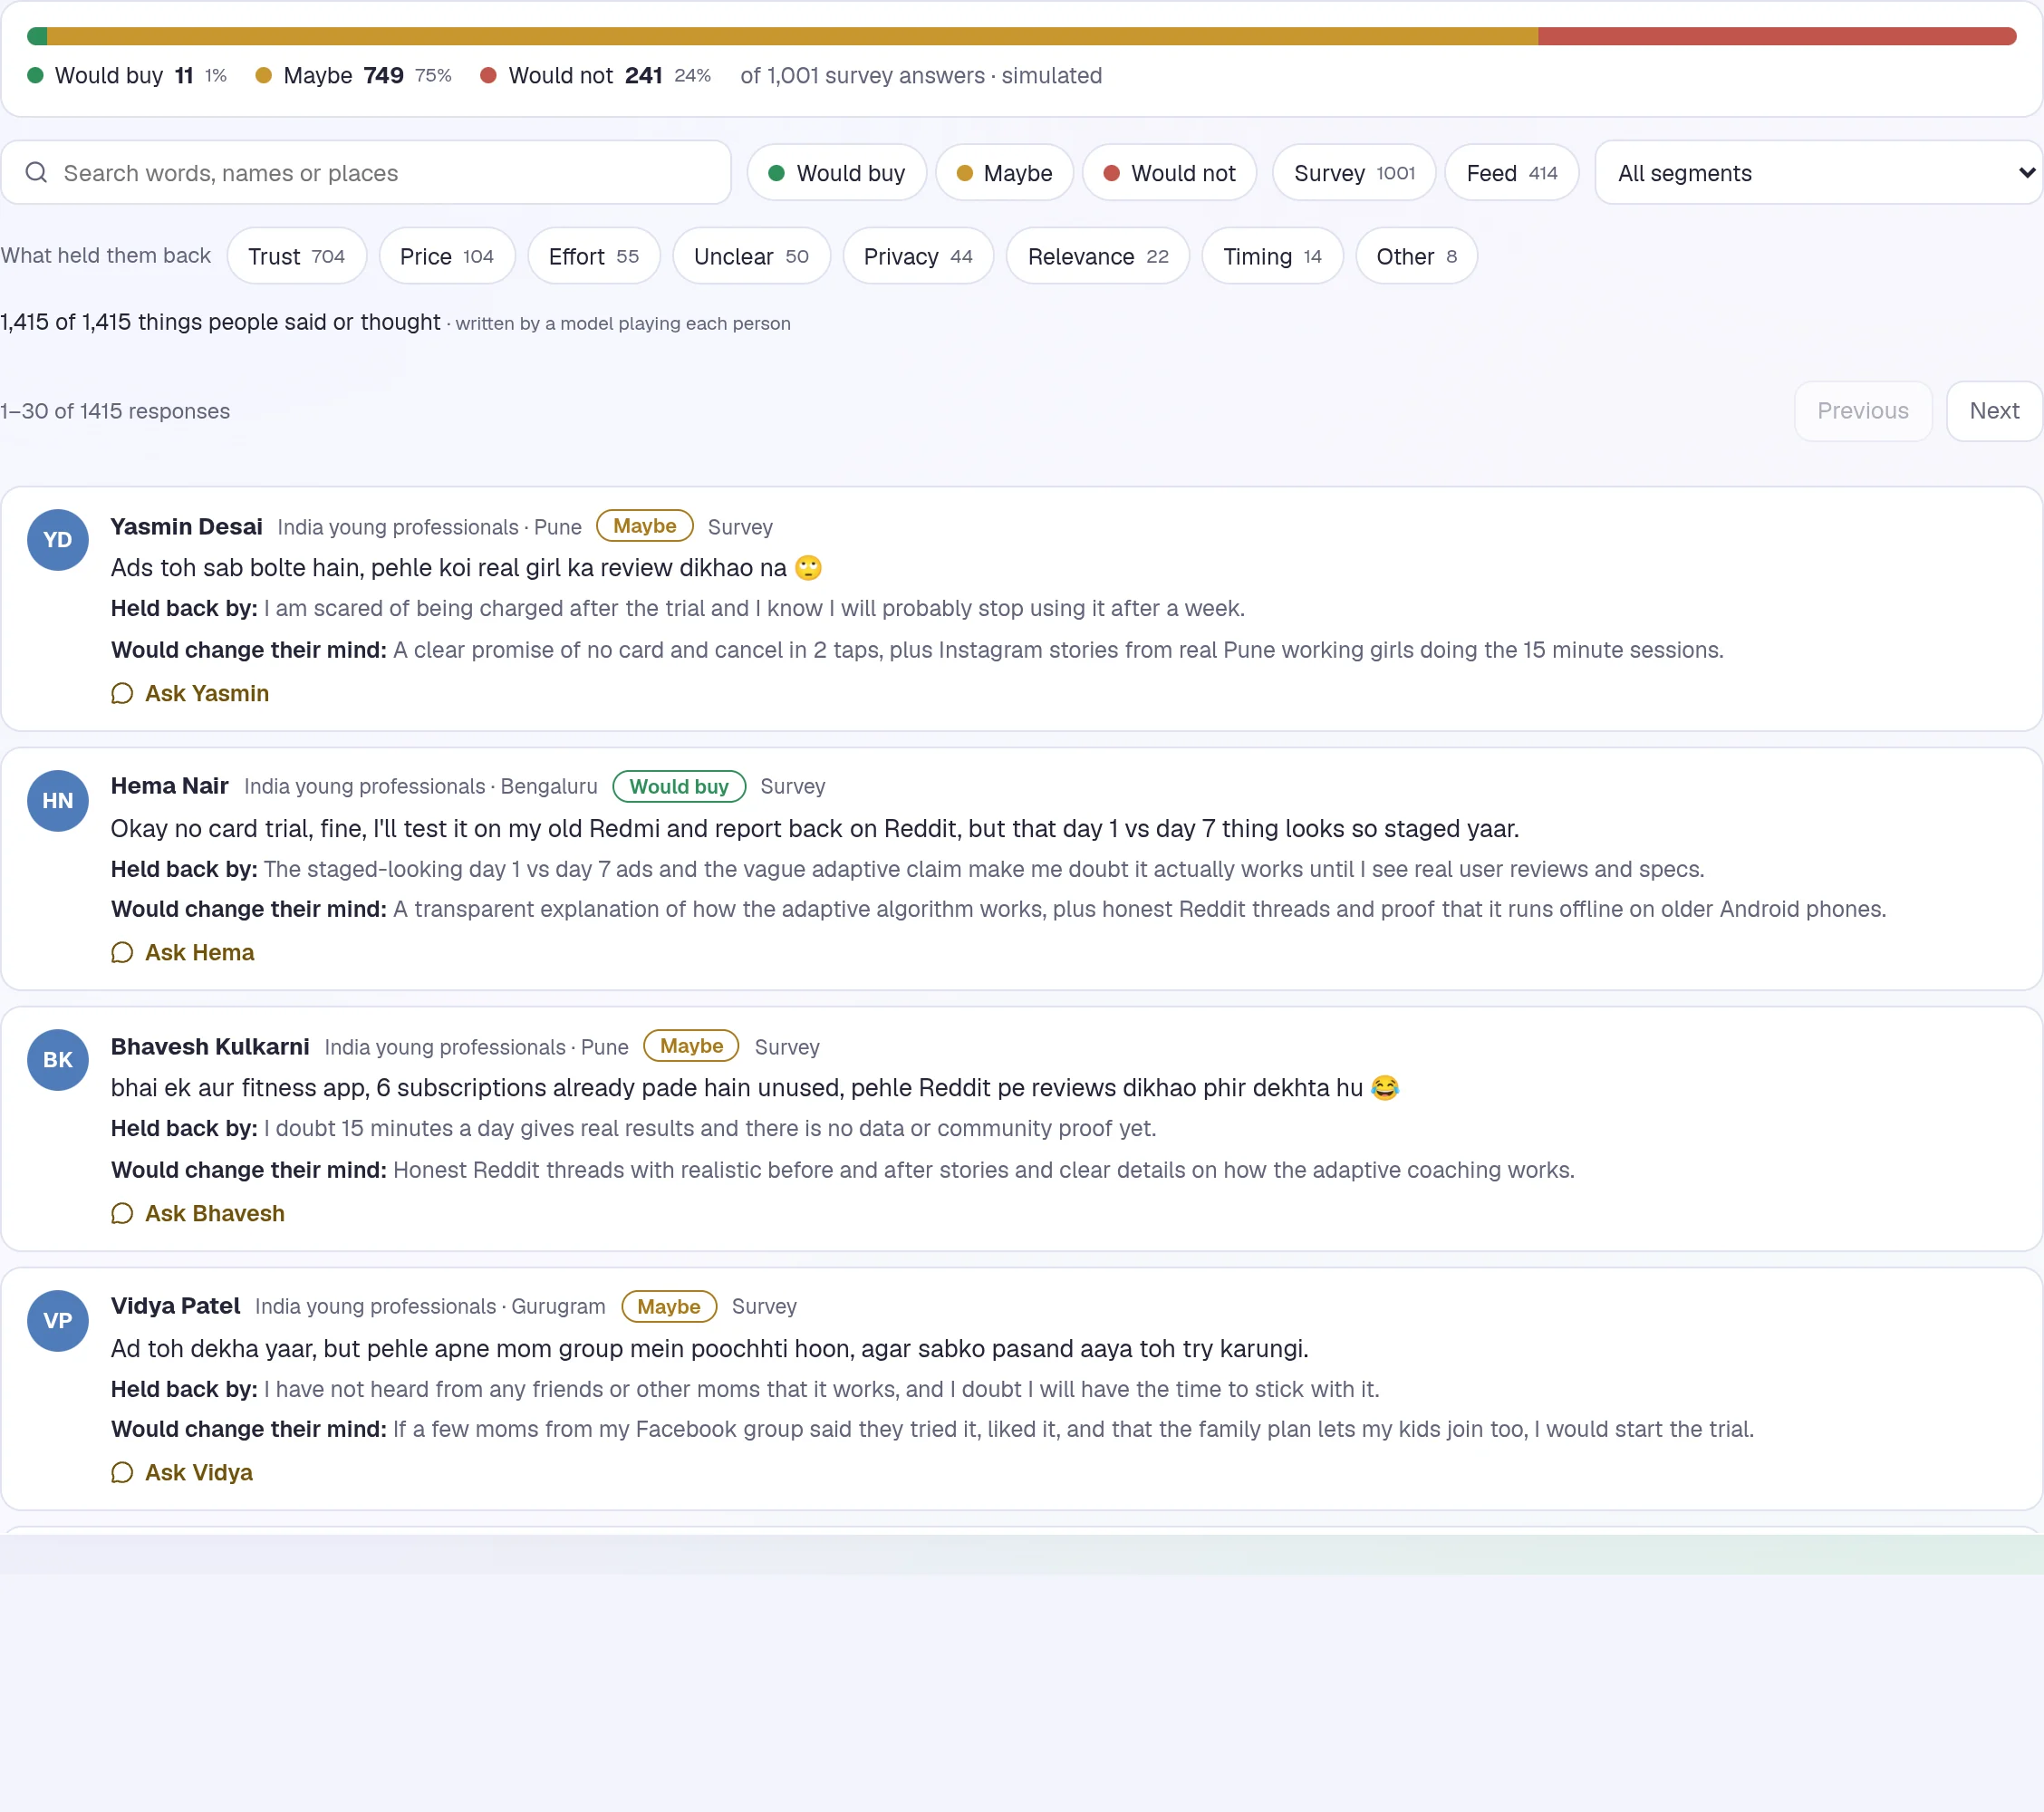 Would buy 11 1% Maybe 749 75% Would not 241 24% of 1,001 survey answers · simulated
Search words, names or places
Would buy
Maybe
Would not
Survey 1001
Feed 414
All segments
What held them back
Trust 704
Price 104
Effort 55
Unclear 50
Privacy 44
Relevance 22
Timing 14
Other 8
1,415 of 1,415 things people said or thought · written by a model playing each person
1–30 of 1415 responses
Previous
Next
YD
Yasmin Desai India young professionals · Pune Maybe Survey
Ads toh sab bolte hain, pehle koi real girl ka review dikhao na 🙄
Held back by: I am scared of being charged after the trial and I know I will probably stop using it after a week.
Would change their mind: A clear promise of no card and cancel in 2 taps, plus Instagram stories from real Pune working girls doing the 15 minute sessions.
Ask Yasmin
HN
Hema Nair India young professionals · Bengaluru Would buy Survey
Okay no card trial, fine, I'll test it on my old Redmi and report back on Reddit, but that day 1 vs day 7 thing looks so staged yaar.
Held back by: The staged-looking day 1 vs day 7 ads and the vague adaptive claim make me doubt it actually works until I see real user reviews and specs.
Would change their mind: A transparent explanation of how the adaptive algorithm works, plus honest Reddit threads and proof that it runs offline on older Android phones.
Ask Hema
BK
Bhavesh Kulkarni India young professionals · Pune Maybe Survey
bhai ek aur fitness app, 6 subscriptions already pade hain unused, pehle Reddit pe reviews dikhao phir dekhta hu 😂
Held back by: I doubt 15 minutes a day gives real results and there is no data or community proof yet.
Would change their mind: Honest Reddit threads with realistic before and after stories and clear details on how the adaptive coaching works.
Ask Bhavesh
VP
Vidya Patel India young professionals · Gurugram Maybe Survey
Ad toh dekha yaar, but pehle apne mom group mein poochhti hoon, agar sabko pasand aaya toh try karungi.
Held back by: I have not heard from any friends or other moms that it works, and I doubt I will have the time to stick with it.
Would change their mind: If a few moms from my Facebook group said they tried it, liked it, and that the family plan lets my kids join too, I would start the trial.
Ask Vidya